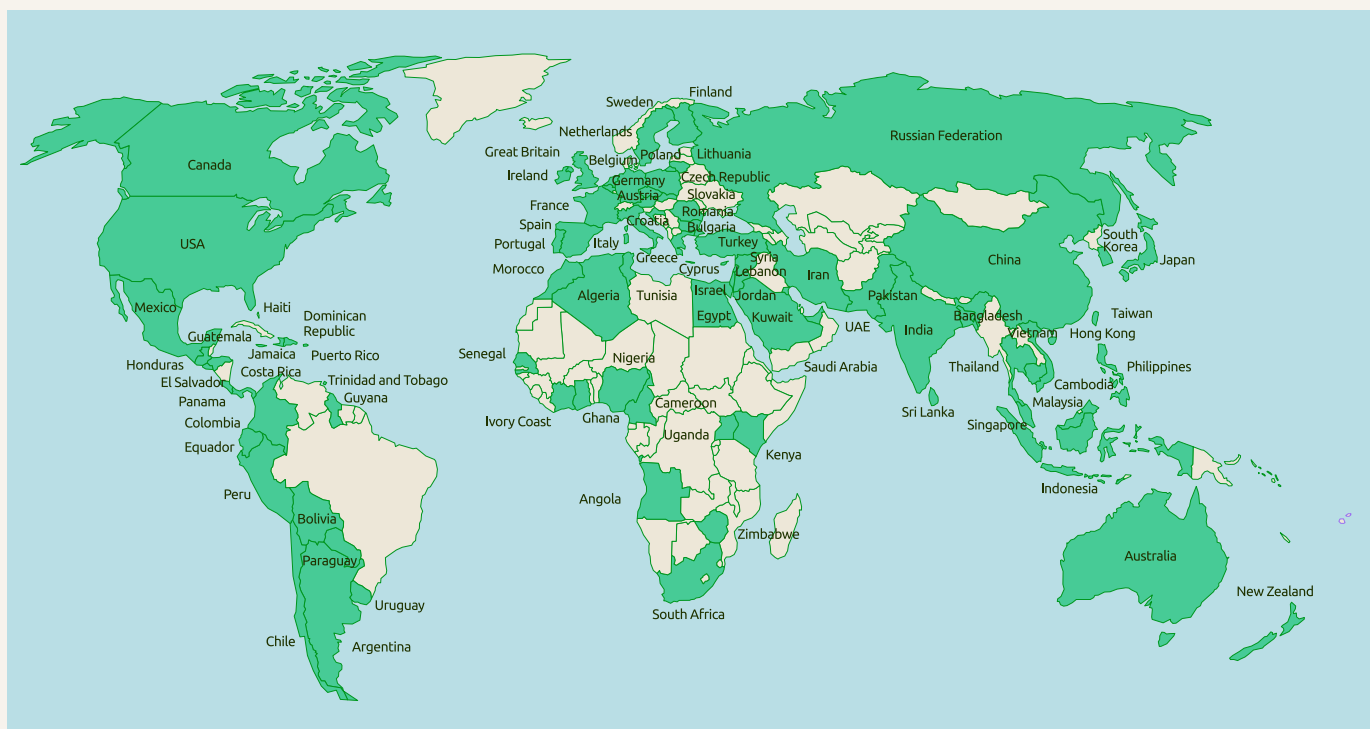 Finland
Sweden
Netherlands
Russian Federation
Great Britain
Belgium
Poland
Lithuania
Canada
Ireland
Germany
Czech Republic
Austria
Slovakia
France
Romania
Spain
Croatia
Bulgaria
USA
Portugal
Italy
Turkey
South
Korea
Greece
Syria
China
Japan
Morocco
Cyprus
Lebanon
Iran
Mexico
Haiti
Algeria
Tunisia
Israel
Jordan
Pakistan
Dominican
Republic
Egypt
Kuwait
Bangladesh
Taiwan
Guatemala
UAE
India
Vietnam
Hong Kong
Jamaica
Puerto Rico
Senegal
Nigeria
Honduras
Costa Rica
Saudi Arabia
Thailand
Philippines
El Salvador
Trinidad and Tobago
Cambodia
Panama
Guyana
Cameroon
Malaysia
Colombia
Ivory Coast
Ghana
Sri Lanka
Singapore
Equador
Uganda
Kenya
Peru
Angola
Indonesia
Bolivia
Zimbabwe
Paraguay
Australia
Uruguay
South Africa
New Zealand
Chile
Argentina